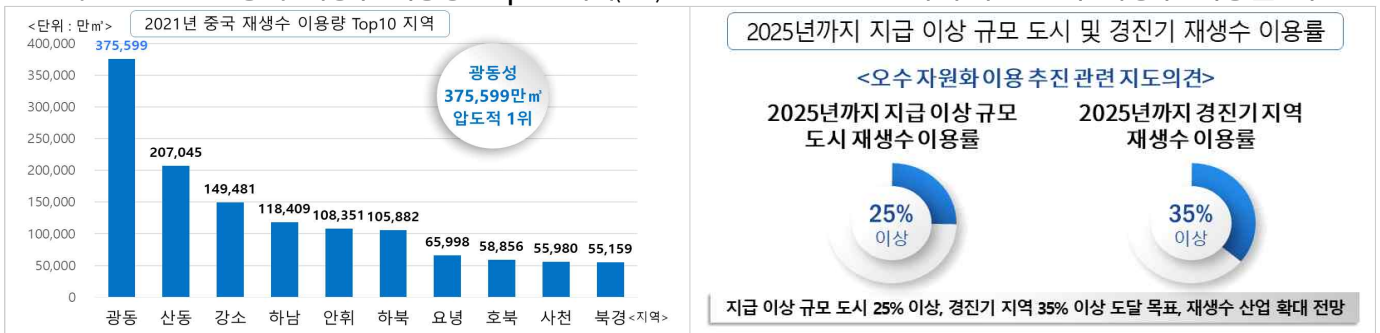 <단위 : 만㎥>
2021년 중국 재생수 이용량 Top10 지역
400,000
350,000
300,000
250,000
200,000
150,000
100,000
50,000
0
375,599
207,045
149,481
118,409
108,351
105,882
65,998
58,856
55,980
55,159
광동성
375,599만㎥
압도적 1위
광동 산동 강소 하남 안휘 하북 요녕 호북 사천 북경 <지역>
2025년까지 지급 이상 규모 도시 및 경진기 재생수 이용률
<오수 자원화 이용 추진 관련 지도의견>
2025년까지 지급 이상 규모
도시 재생수 이용률
25%
이상
2025년까지 경진기 지역
재생수 이용률
35%
이상
지급 이상 규모 도시 25% 이상, 경진기 지역 35% 이상 도달 목표, 재생수 산업 확대 전망